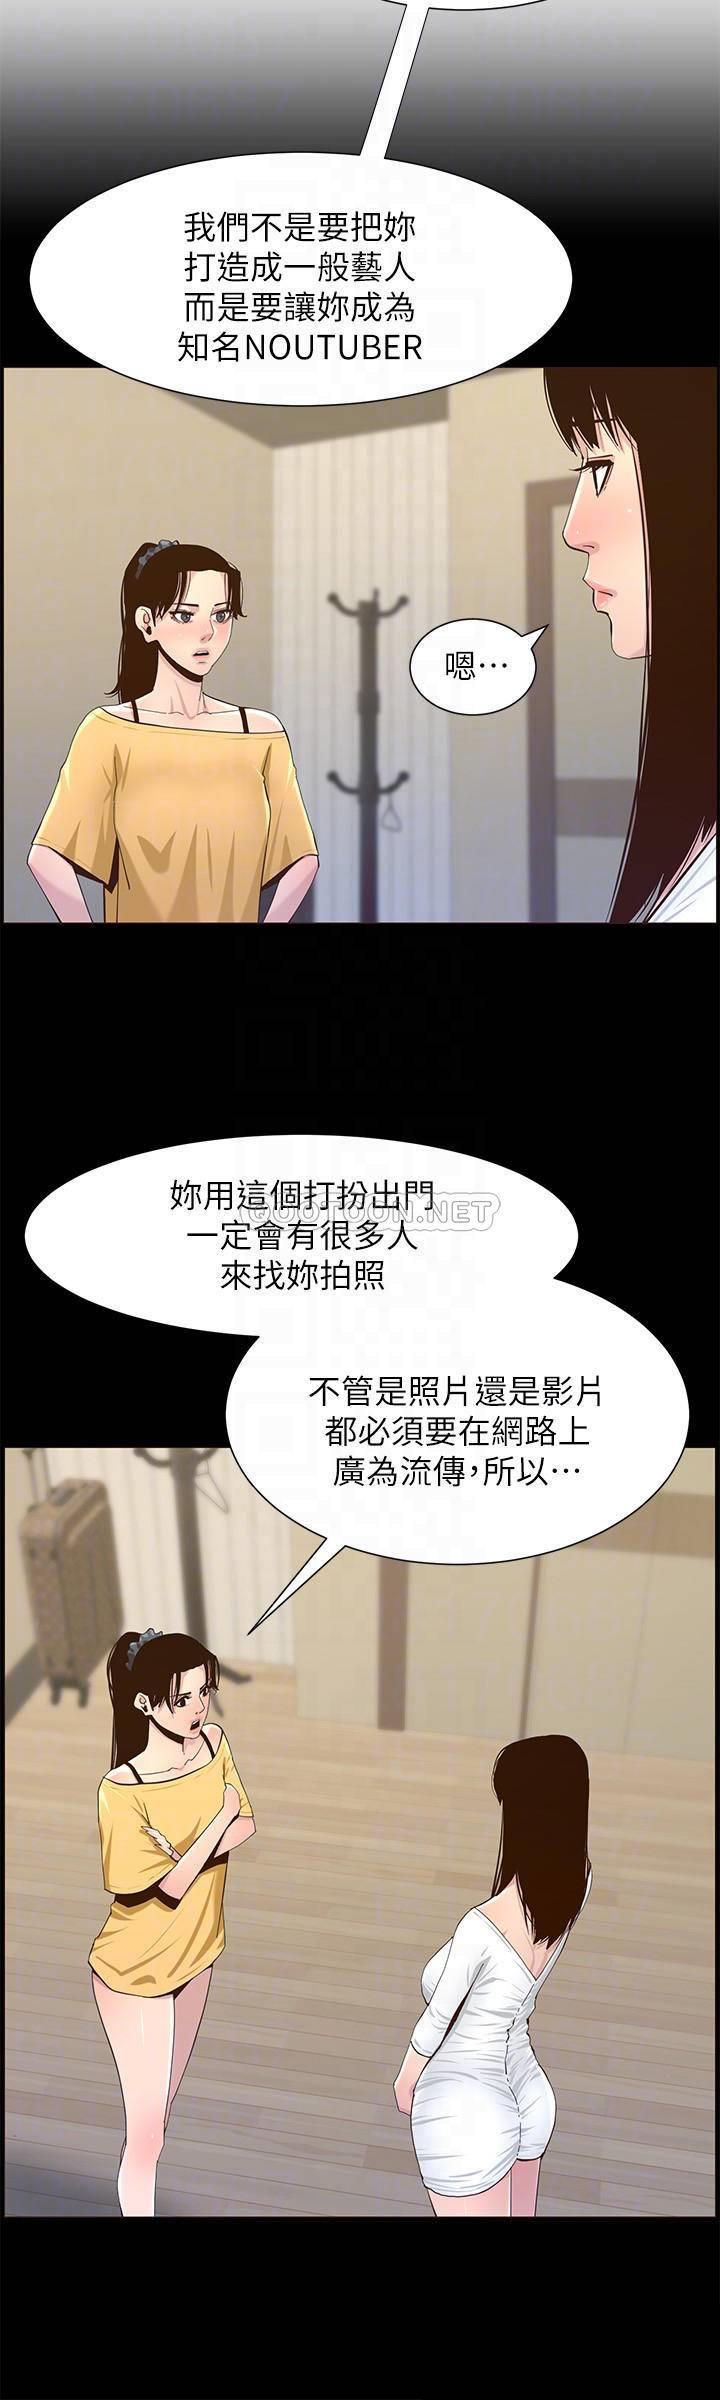 我們不是要把妳
打造成一般藝人
而是要讓妳成為
知名NOUTUBER
嗯…
妳用這個打扮出門
一定會有很多人
來找妳拍照
QUOTOON.NET
不管是照片還是影片
都必須要在網路上
廣為流傳，所以…